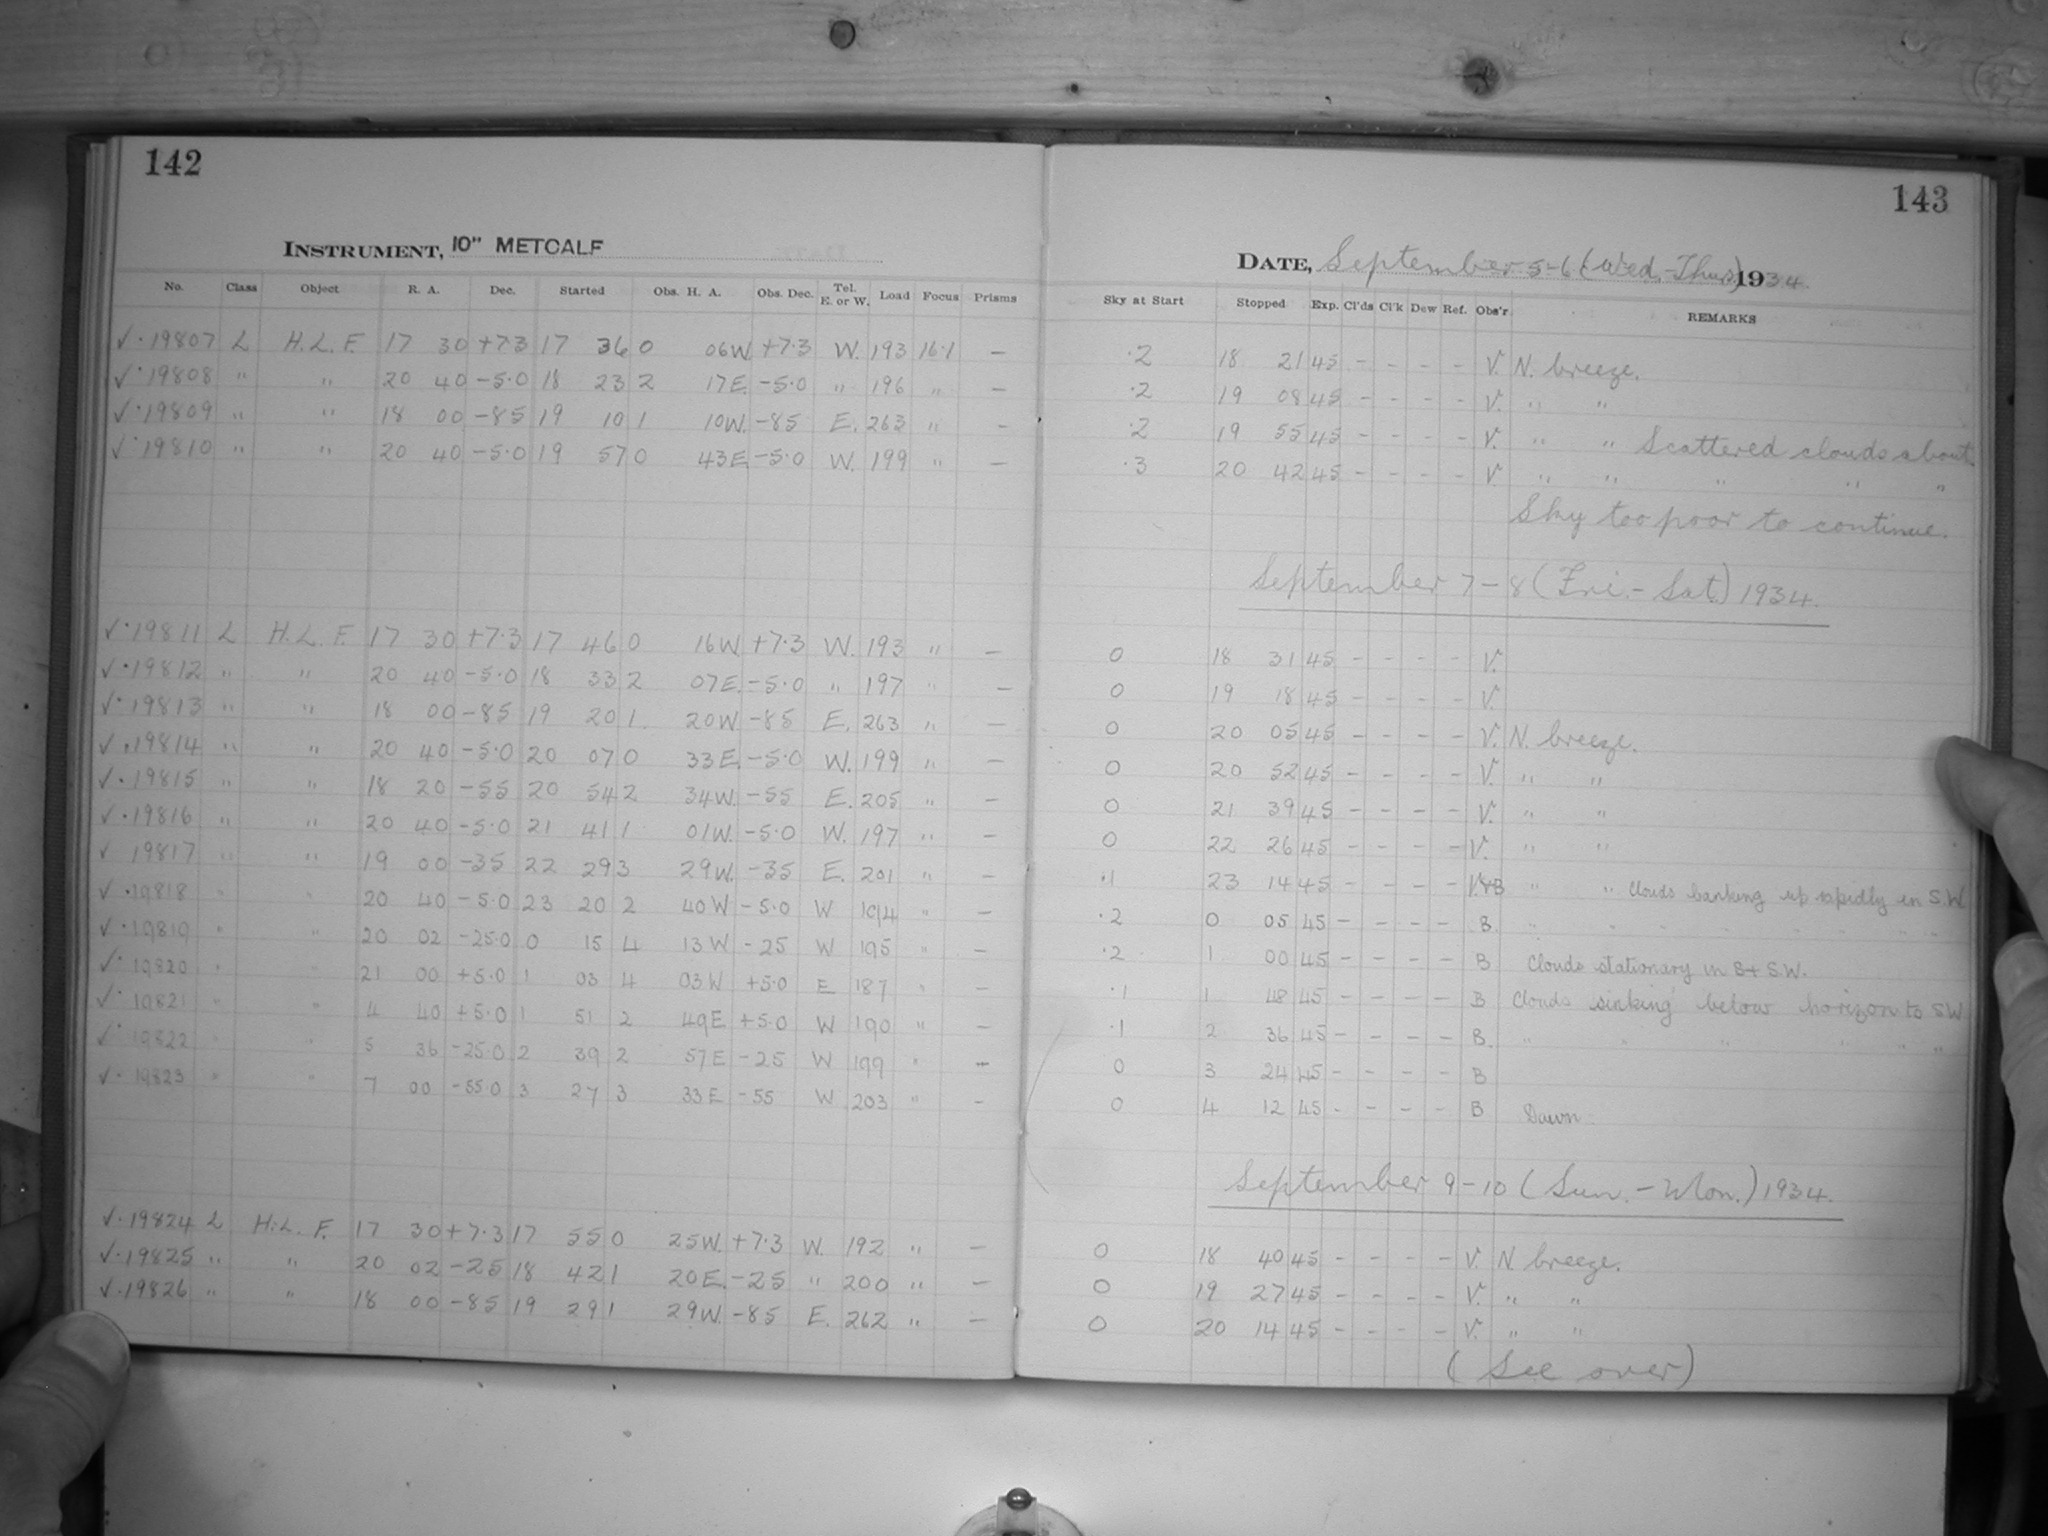 142
INSTRUMENT, 10" METCALF
No. Class Object R. A. Dec. Started Obs. H. A. Obs. Dec. Tel. E. or W. Load Focus Prisms
√· 19807 L H.L.F. 17 30 +7.3 17 36 0 06W. +7.3 W. 193 16.1 —
√· 19808 " " 20 40 -5.0 18 23 2 17E. -5.0 " 196 " —
√· 19809 " " 18 00 -85 19 10 1 10W. -85 E. 263 " —
√· 19810 " " 20 40 -5.0 19 57 0 43E. -5.0 W. 199 " —
√· 19811 L H.L.F. 17 30 +7.3 17 46 0 16W. +7.3 W. 193 " —
√· 19812 " " 20 40 -5.0 18 33 2 07E. -5.0 " 197 " —
√· 19813 " " 18 00 -85 19 20 1 20W -85 E. 263 " —
√· 19814 " " 20 40 -5.0 20 07 0 33E. -5.0 W. 199 " —
√· 19815 " " 18 20 -55 20 54 2 34W. -55 E. 205 " —
√· 19816 " " 20 40 -5.0 21 41 1 01W. -5.0 W. 197 " —
√ 19817 " " 19 00 -35 22 29 3 29W. -35 E. 201 " —
√· 19818 " " 20 40 -5.0 23 20 2 40W -5.0 W 194 " —
√· 19819 " " 20 02 -25.0 0 15 4 13W -25 W 195 " —
√· 19820 " " 21 00 +5.0 1 03 4 03W +5.0 E 187 " —
√· 19821 " " 4 40 +5.0 1 51 2 49E +5.0 W 190 " —
√· 19822 " " 5 36 -25.0 2 39 2 57E -25 W 199 " —
√· 19823 " " 7 00 -55.0 3 27 3 33E -55 W 203 " —
√· 19824 L H.L.F. 17 30 +7.3 17 55 0 25W. +7.3 W. 192 " —
√· 19825 " " 20 02 -25 18 42 1 20E. -25 " 200 " —
√· 19826 " " 18 00 -85 19 29 1 29W. -85 E. 262 " —
143
DATE, September 5-6 (Wed.-Thurs) 1934.
Sky at Start Stopped Exp. Cl'ds Cl'k Dew Ref. Obs'r REMARKS
.2 18 21 45 - - - - V. N. breeze.
.2 19 08 45 - - - - V. " "
.2 19 55 45 - - - - V. " " Scattered clouds about
.3 20 42 45 - - - - V. " " " " "
Sky too poor to continue.
September 7-8 (Fri.-Sat.) 1934.
0 18 31 45 - - - - V.
0 19 18 45 - - - - V.
0 20 05 45 - - - - V. N. breeze.
0 20 52 45 - - - - V. " "
0 21 39 45 - - - - V. " "
0 22 26 45 - - - - V. " "
.1 23 14 45 - - - - V.&B " " Clouds banking up rapidly in S.W
.2 0 05 45 - - - - B. " " " " " " " "
.2 1 00 45 - - - - B Clouds stationary in S+ S.W.
.1 1 48 45 - - - - B Clouds sinking below horizon to SW
.1 2 36 45 - - - - B. " " " " " "
0 3 24 45 - - - - B
0 4 12 45 - - - - B Dawn
September 9-10 (Sun.-Mon.) 1934.
0 18 40 45 - - - - V. N. breeze.
0 19 27 45 - - - - V. " "
0 20 14 45 - - - - V. " "
(See over)